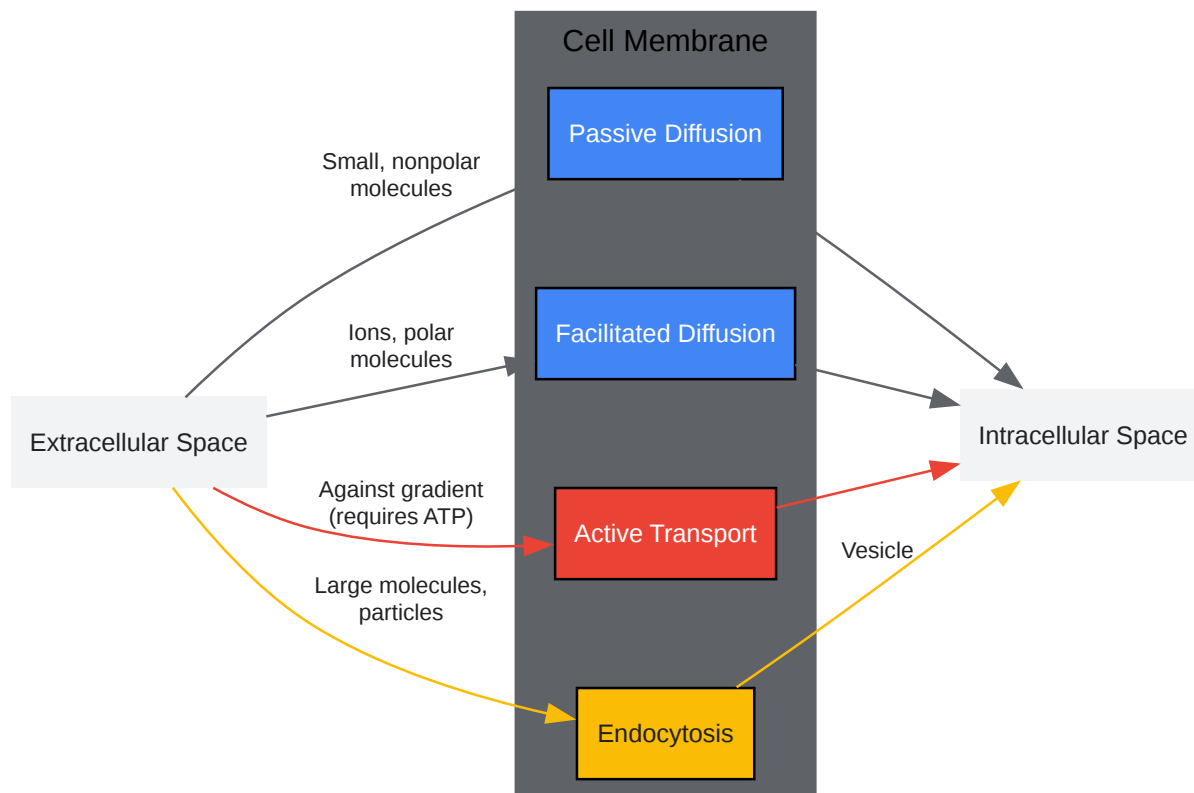 Cell Membrane
Passive Diffusion
Small, nonpolar
molecules
Facilitated Diffusion
Ions, polar
molecules
Extracellular Space
Intracellular Space
Against gradient
(requires ATP)
Active Transport
Vesicle
Large molecules,
particles
Endocytosis